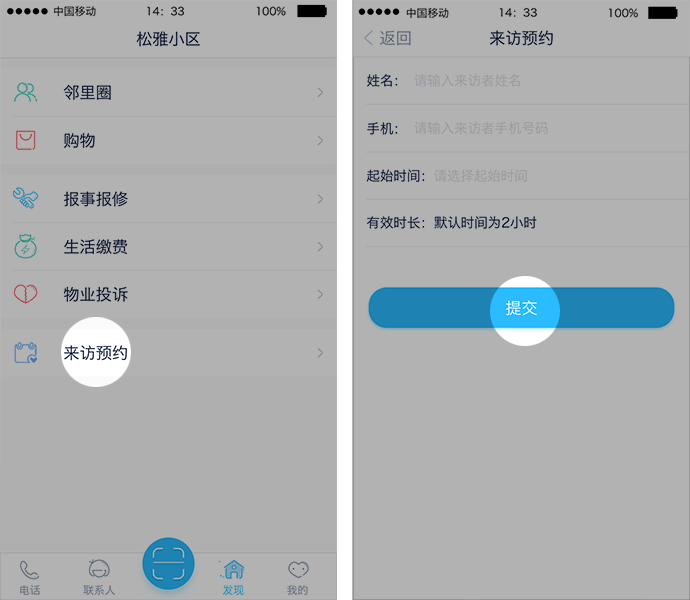 中国移动 14：33 100%
松雅小区
邻里圈
购物
报事报修
生活缴费
物业投诉
来访预约
电话 联系人 发现 我的
中国移动 14：33 100%
返回 来访预约
姓名： 请输入来访者姓名
手机： 请输入来访者手机号码
起始时间： 请选择起始时间
有效时长：默认时间为2小时
提交